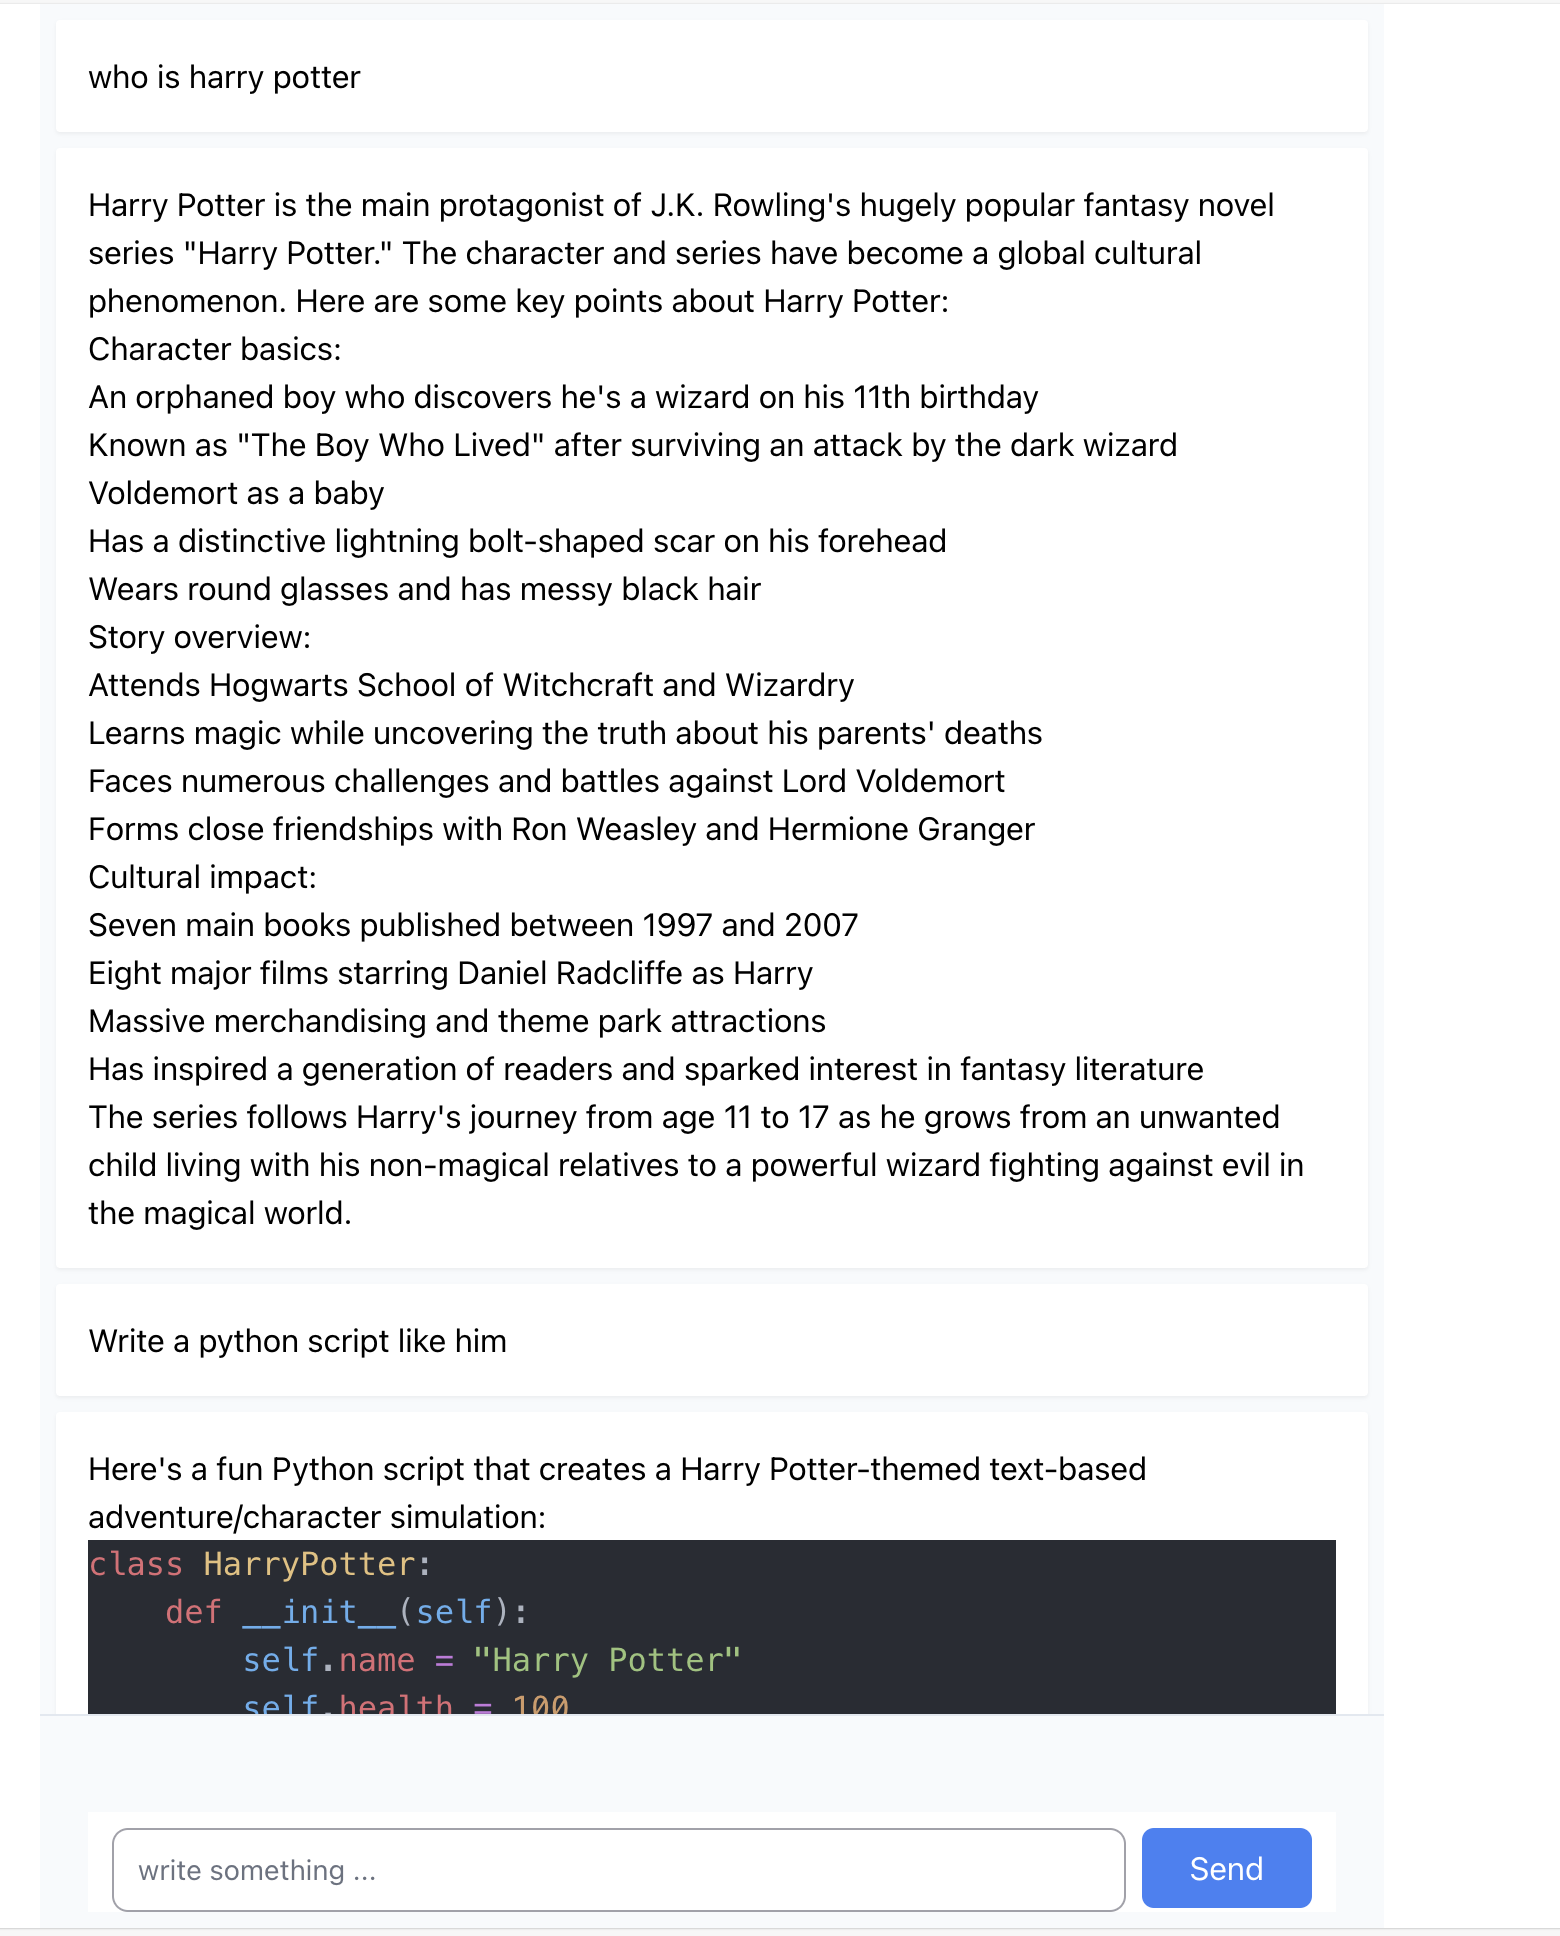 who is harry potter
Harry Potter is the main protagonist of J.K. Rowling's hugely popular fantasy novel
series "Harry Potter." The character and series have become a global cultural
phenomenon. Here are some key points about Harry Potter:
Character basics:
An orphaned boy who discovers he's a wizard on his 11th birthday
Known as "The Boy Who Lived" after surviving an attack by the dark wizard
Voldemort as a baby
Has a distinctive lightning bolt-shaped scar on his forehead
Wears round glasses and has messy black hair
Story overview:
Attends Hogwarts School of Witchcraft and Wizardry
Learns magic while uncovering the truth about his parents' deaths
Faces numerous challenges and battles against Lord Voldemort
Forms close friendships with Ron Weasley and Hermione Granger
Cultural impact:
Seven main books published between 1997 and 2007
Eight major films starring Daniel Radcliffe as Harry
Massive merchandising and theme park attractions
Has inspired a generation of readers and sparked interest in fantasy literature
The series follows Harry's journey from age 11 to 17 as he grows from an unwanted
child living with his non-magical relatives to a powerful wizard fighting against evil in
the magical world.
Write a python script like him
Here's a fun Python script that creates a Harry Potter-themed text-based
adventure/character simulation:
class HarryPotter:
    def __init__(self):
        self.name = "Harry Potter"
        self.health = 100
write something ...
Send